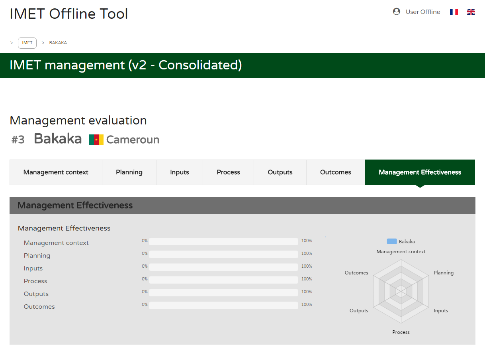 IMET Offline Tool
User Offline
> IMET > BAKAKA
IMET management (v2 - Consolidated)
Management evaluation
#3 Bakaka Cameroun
Management context Planning Inputs Process Outputs Outcomes Management Effectiveness
Management Effectiveness
Management Effectiveness
Management context 0% 100%
Planning 0% 100%
Inputs 0% 100%
Process 0% 100%
Outputs 0% 100%
Outcomes 0% 100%
Bakaka
Management context
Outcomes Planning
Outputs Inputs
Process